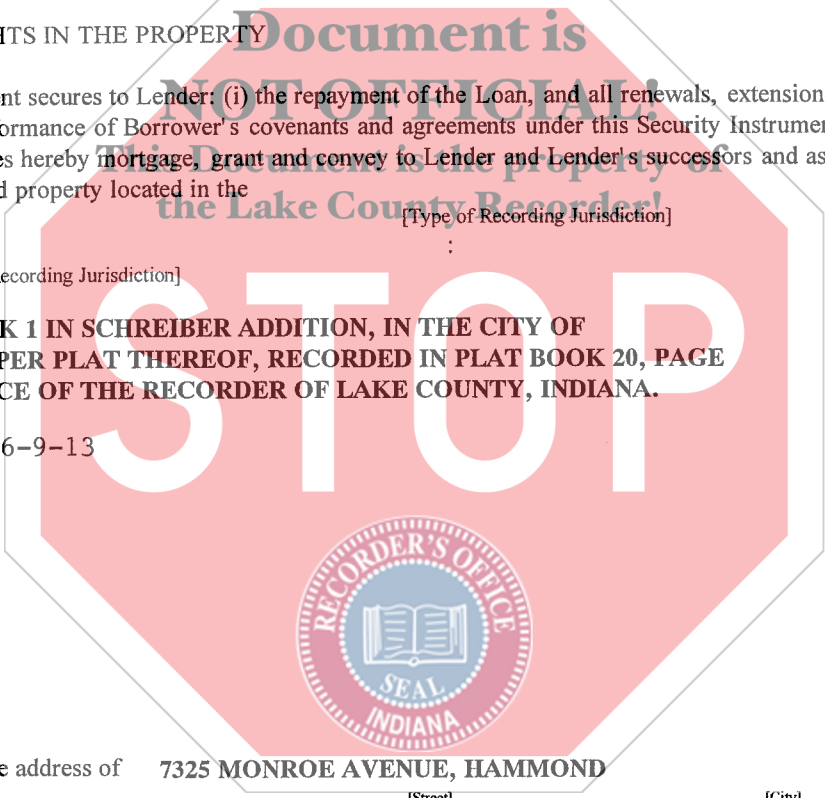 Document is
HTS IN THE PROPERTY
NOT OFFICIAL!
nt secures to Lender: (i) the repayment of the Loan, and all renewals, extension
ormance of Borrower's covenants and agreements under this Security Instrumen
This Document is the property of
es hereby mortgage, grant and convey to Lender and Lender's successors and as
d property located in the
the Lake County Recorder!
[Type of Recording Jurisdiction]
:
ecording Jurisdiction]
STOP
K 1 IN SCHREIBER ADDITION, IN THE CITY OF
PER PLAT THEREOF, RECORDED IN PLAT BOOK 20, PAGE
CE OF THE RECORDER OF LAKE COUNTY, INDIANA.
6-9-13
RECORDER'S OFFICE
SEAL
INDIANA
e address of 7325 MONROE AVENUE, HAMMOND
[Street] [City]